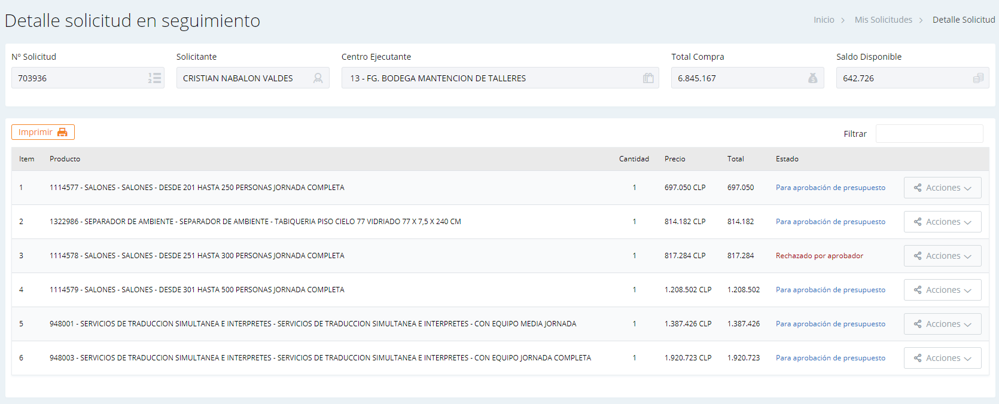 Detalle solicitud en seguimiento
Inicio > Mis Solicitudes > Detalle Solicitud
Nº Solicitud Solicitante Centro Ejecutante Total Compra Saldo Disponible
703936 CRISTIAN NABALON VALDES 13 - FG. BODEGA MANTENCION DE TALLERES 6.845.167 642.726
Imprimir Filtrar
Item Producto Cantidad Precio Total Estado
1 1114577 - SALONES - SALONES - DESDE 201 HASTA 250 PERSONAS JORNADA COMPLETA 1 697.050 CLP 697.050 Para aprobación de presupuesto Acciones
2 1322986 - SEPARADOR DE AMBIENTE - SEPARADOR DE AMBIENTE - TABIQUERIA PISO CIELO 77 VIDRIADO 77 X 7,5 X 240 CM 1 814.182 CLP 814.182 Para aprobación de presupuesto Acciones
3 1114578 - SALONES - SALONES - DESDE 251 HASTA 300 PERSONAS JORNADA COMPLETA 1 817.284 CLP 817.284 Rechazado por aprobador Acciones
4 1114579 - SALONES - SALONES - DESDE 301 HASTA 500 PERSONAS JORNADA COMPLETA 1 1.208.502 CLP 1.208.502 Para aprobación de presupuesto Acciones
5 948001 - SERVICIOS DE TRADUCCION SIMULTANEA E INTERPRETES - SERVICIOS DE TRADUCCION SIMULTANEA E INTERPRETES - CON EQUIPO MEDIA JORNADA 1 1.387.426 CLP 1.387.426 Para aprobación de presupuesto Acciones
6 948003 - SERVICIOS DE TRADUCCION SIMULTANEA E INTERPRETES - SERVICIOS DE TRADUCCION SIMULTANEA E INTERPRETES - CON EQUIPO JORNADA COMPLETA 1 1.920.723 CLP 1.920.723 Para aprobación de presupuesto Acciones